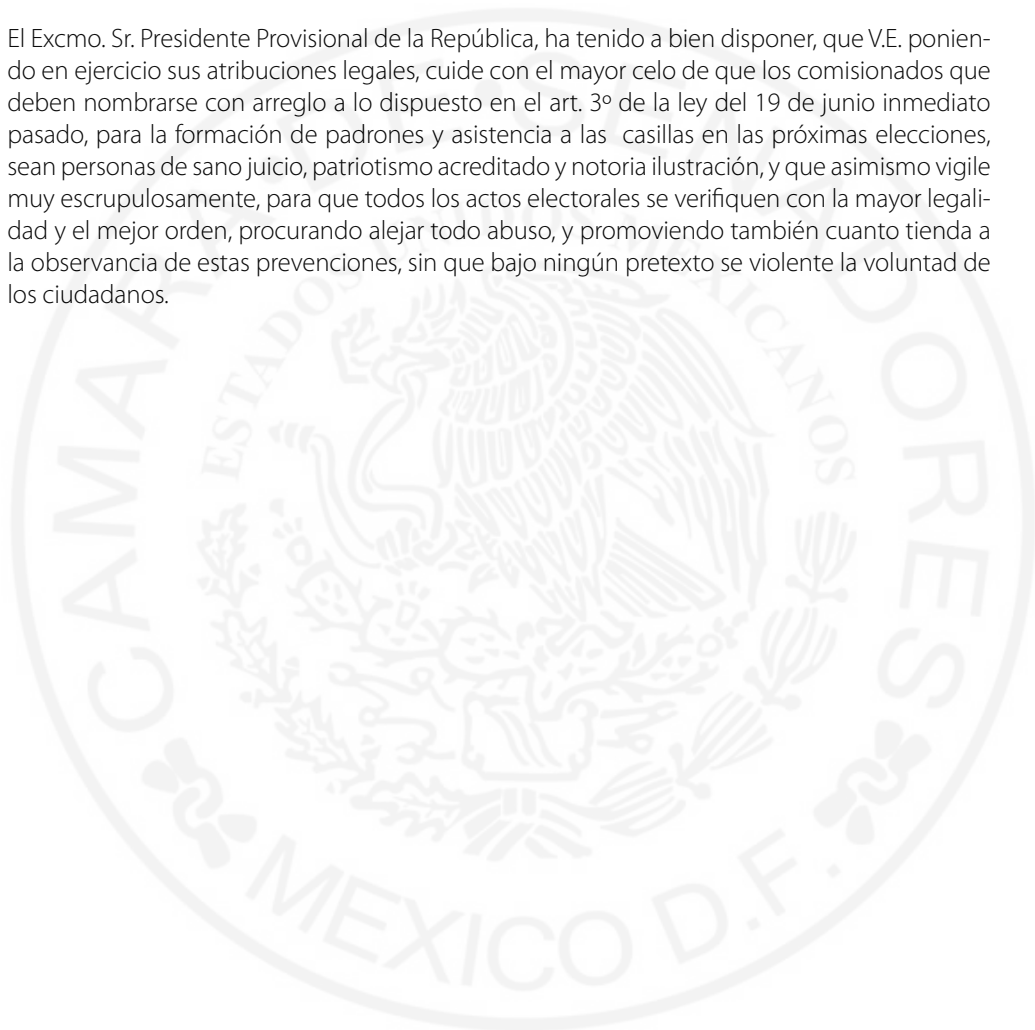 El Excmo. Sr. Presidente Provisional de la República, ha tenido a bien disponer, que V.E. ponien-
do en ejercicio sus atribuciones legales, cuide con el mayor celo de que los comisionados que
deben nombrarse con arreglo a lo dispuesto en el art. 3º de la ley del 19 de junio inmediato
pasado, para la formación de padrones y asistencia a las  casillas en las próximas elecciones,
sean personas de sano juicio, patriotismo acreditado y notoria ilustración, y que asimismo vigile
muy escrupulosamente, para que todos los actos electorales se verifiquen con la mayor legali-
dad y el mejor orden, procurando alejar todo abuso, y promoviendo también cuanto tienda a
la observancia de estas prevenciones, sin que bajo ningún pretexto se violente la voluntad de
los ciudadanos.
CAMARA DE SENADORES
ESTADOS UNIDOS MEXICANOS
MEXICO D.F.